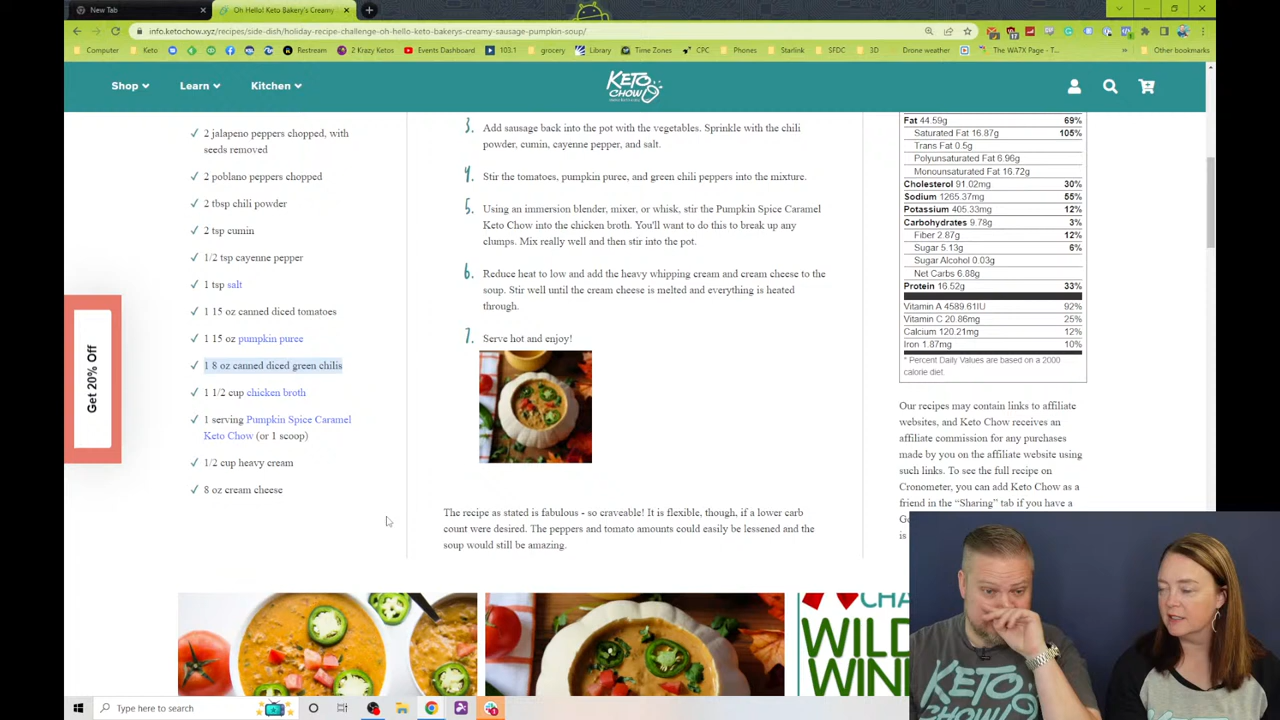 New Tab
Oh Hello! Keto Bakery's Creamy
info.ketochow.xyz/recipes/side-dish/holiday-recipe-challenge-oh-hello-keto-bakerys-creamy-sausage-pumpkin-soup/
Computer
Keto
Restream
2 Krazy Ketos
Events Dashboard
103.1
grocery
Library
Time Zones
CPC
Phones
Starlink
SFDC
3D
Drone weather
The WA7X Page - T...
Other bookmarks
Shop
Learn
Kitchen
KETO CHOW
2 jalapeno peppers chopped, with
seeds removed
2 poblano peppers chopped
2 tbsp chili powder
2 tsp cumin
1/2 tsp cayenne pepper
1 tsp salt
1 15 oz canned diced tomatoes
1 15 oz pumpkin puree
1 8 oz canned diced green chilis
1 1/2 cup chicken broth
1 serving Pumpkin Spice Caramel
Keto Chow (or 1 scoop)
1/2 cup heavy cream
8 oz cream cheese
Get 20% Off
3. Add sausage back into the pot with the vegetables. Sprinkle with the chili
powder, cumin, cayenne pepper, and salt.
4. Stir the tomatoes, pumpkin puree, and green chili peppers into the mixture.
5. Using an immersion blender, mixer, or whisk, stir the Pumpkin Spice Caramel
Keto Chow into the chicken broth. You'll want to do this to break up any
clumps. Mix really well and then stir into the pot.
6. Reduce heat to low and add the heavy whipping cream and cream cheese to the
soup. Stir well until the cream cheese is melted and everything is heated
through.
7. Serve hot and enjoy!
The recipe as stated is fabulous - so craveable! It is flexible, though, if a lower carb
count were desired. The peppers and tomato amounts could easily be lessened and the
soup would still be amazing.
Fat 44.59g 69%
Saturated Fat 16.87g 105%
Trans Fat 0.5g
Polyunsaturated Fat 6.96g
Monounsaturated Fat 16.72g
Cholesterol 91.02mg 30%
Sodium 1265.37mg 55%
Potassium 405.33mg 12%
Carbohydrates 9.78g 3%
Fiber 2.87g 12%
Sugar 5.13g 6%
Sugar Alcohol 0.03g
Net Carbs 6.88g
Protein 16.52g 33%
Vitamin A 4589.61IU 92%
Vitamin C 20.86mg 25%
Calcium 120.21mg 12%
Iron 1.87mg 10%
* Percent Daily Values are based on a 2000
calorie diet.
Our recipes may contain links to affiliate
websites, and Keto Chow receives an
affiliate commission for any purchases
made by you on the affiliate website using
such links. To see the full recipe on
Cronometer, you can add Keto Chow as a
friend in the “Sharing” tab if you have a
is
CHA
WILD
WIN
KETO
CHOW
Type here to search